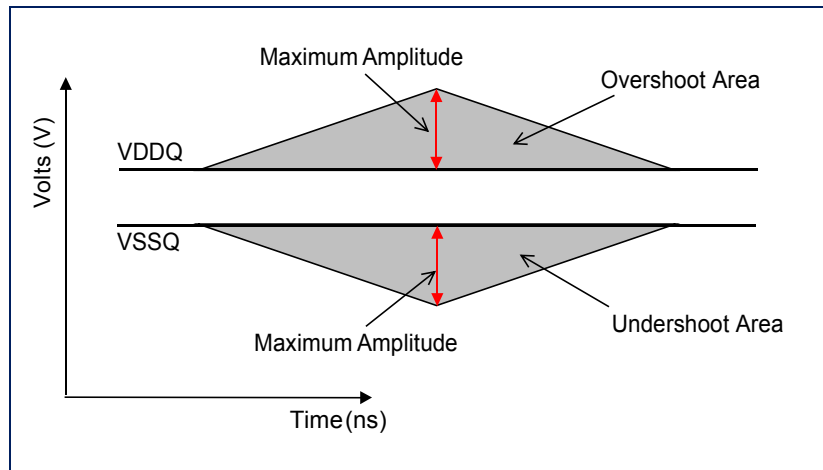 Maximum Amplitude
Overshoot Area
Volts (V)
VDDQ
VSSQ
Undershoot Area
Maximum Amplitude
Time (ns)